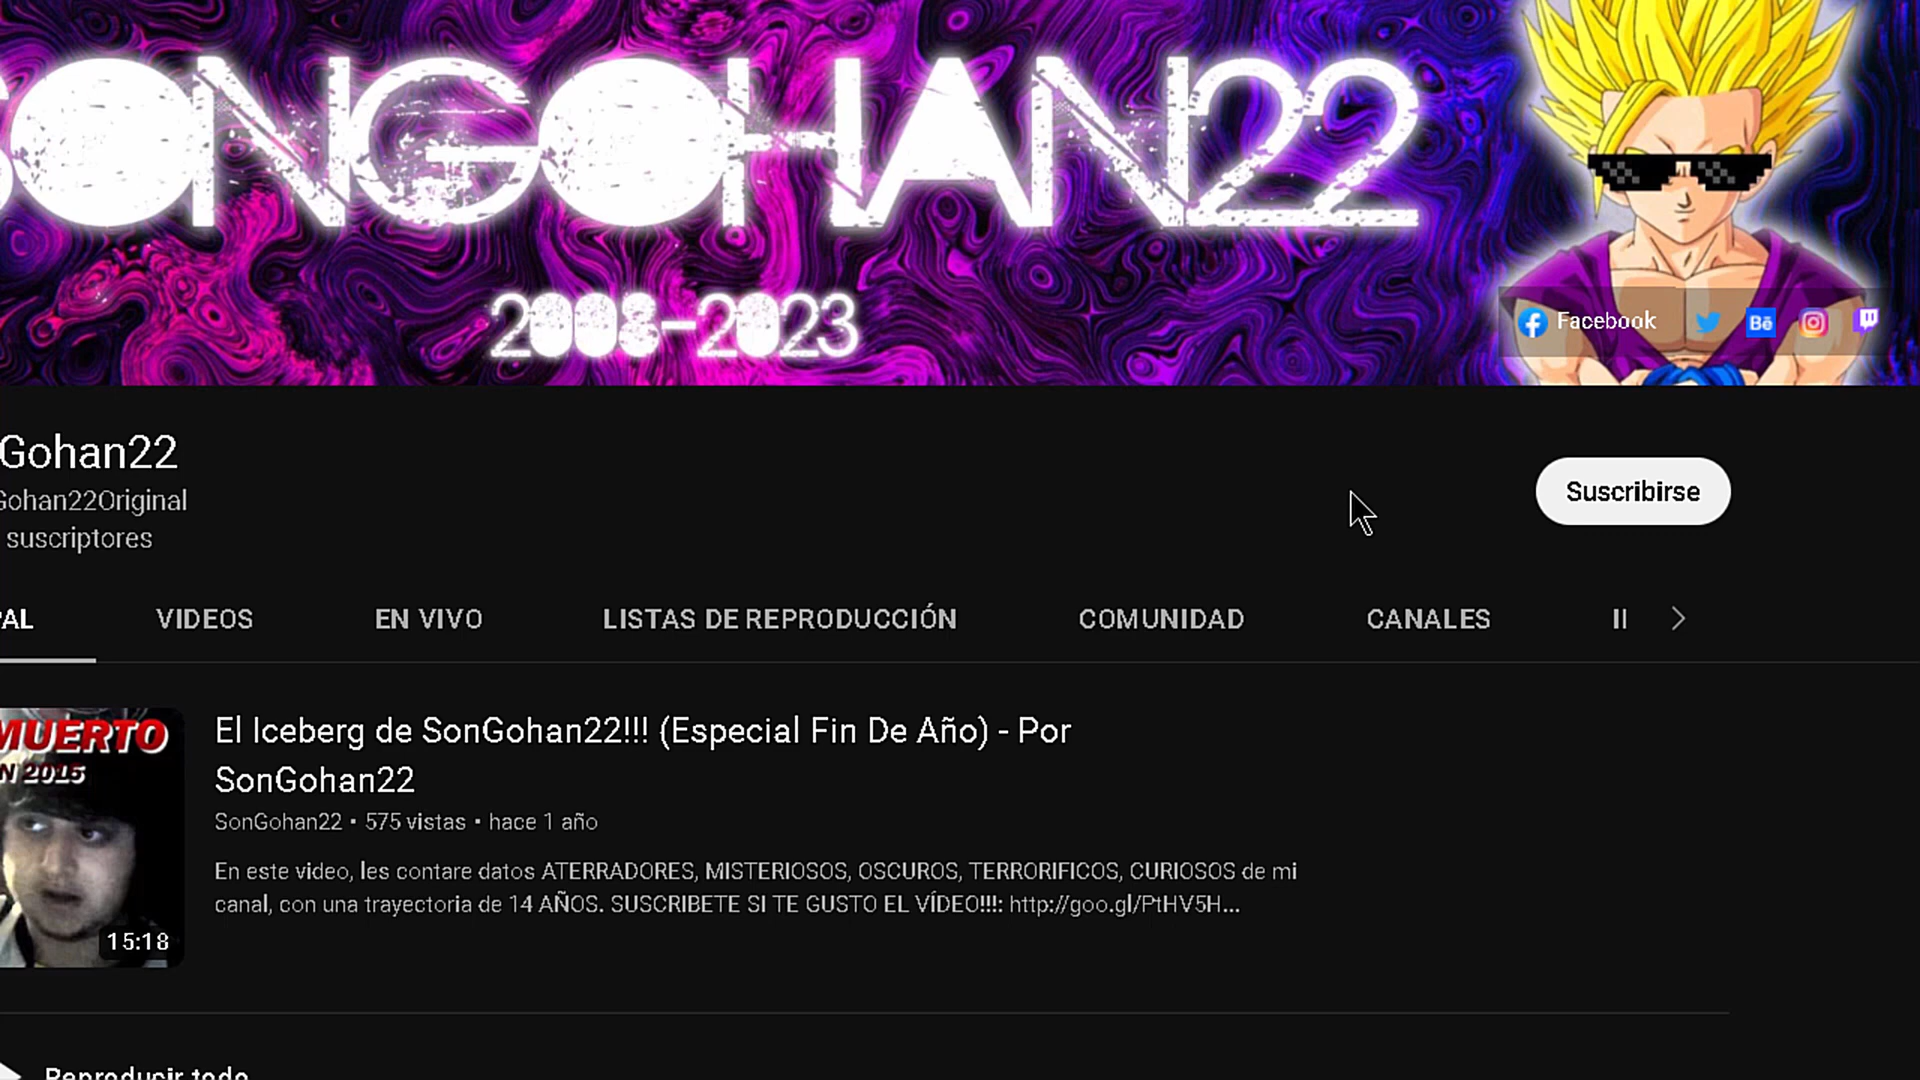 SONGOHAN22
2008-2023
Facebook
Gohan22
Gohan22Original
suscriptores
Suscribirse
VIDEOS
EN VIVO
LISTAS DE REPRODUCCIÓN
COMUNIDAD
CANALES
MUERTO
2015
15:18
El Iceberg de SonGohan22!!! (Especial Fin De Año) - Por
SonGohan22
SonGohan22 • 575 vistas • hace 1 año
En este video, les contare datos ATERRADORES, MISTERIOSOS, OSCUROS, TERRORIFICOS, CURIOSOS de mi
canal, con una trayectoria de 14 AÑOS. SUSCRIBETE SI TE GUSTO EL VÍDEO!!!: http://goo.gl/PtHV5H...
Reproducir todo